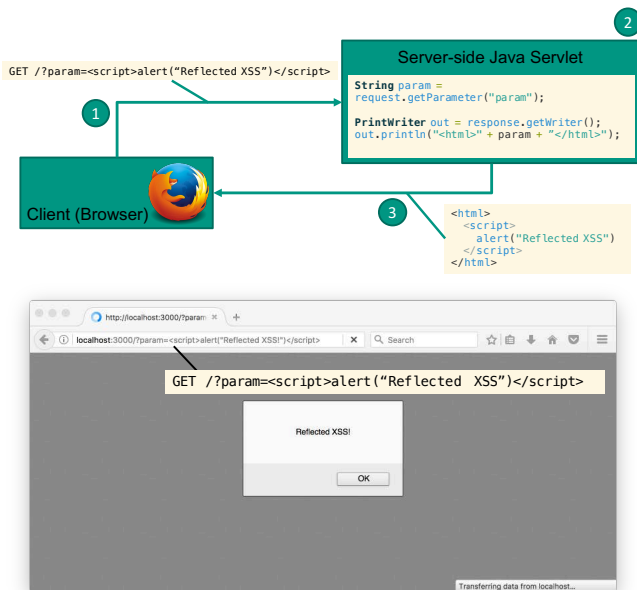 2
Server-side Java Servlet
GET /?param=<script>alert(“Reflected XSS”)</script>
String param =
request.getParameter("param");
PrintWriter out = response.getWriter();
out.println("<html>" + param + “</html>");
1
Client (Browser)
3
<html>
<script>
alert("Reflected XSS")
</script>
</html>
http://localhost:3000/?param
localhost:3000/?param=<script>alert("Reflected XSS!")</script>
Search
GET /?param=<script>alert(“Reflected XSS”)</script>
Reflected XSS!
OK
Transferring data from localhost...